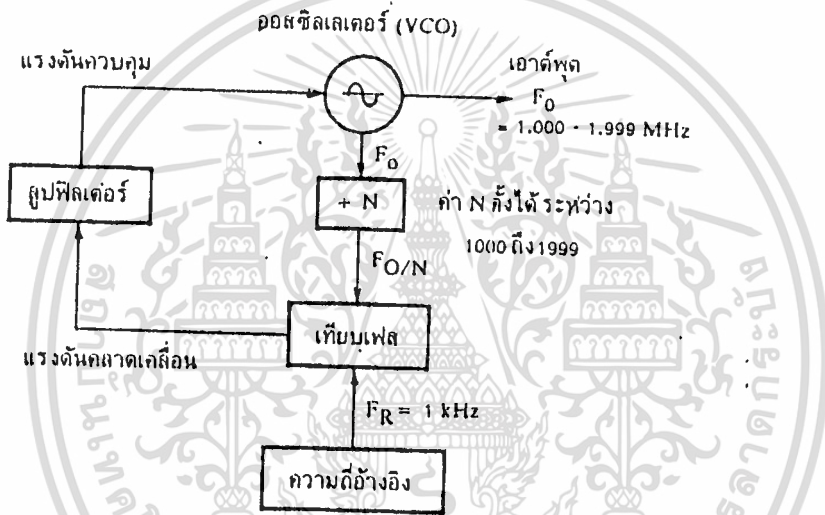 ออสซิลเลเตอร์ (VCO)
แรงดันควบคุม
เอาต์พุต
F0
= 1.000 - 1.999 MHz
F0
ลูปฟิลเตอร์
+ N
ค่า N ตั้งได้ ระหว่าง
1000 ถึง 1999
FO/N
เทียบเฟส
แรงดันคลาดเคลื่อน
FR = 1 kHz
ความถี่อ้างอิง